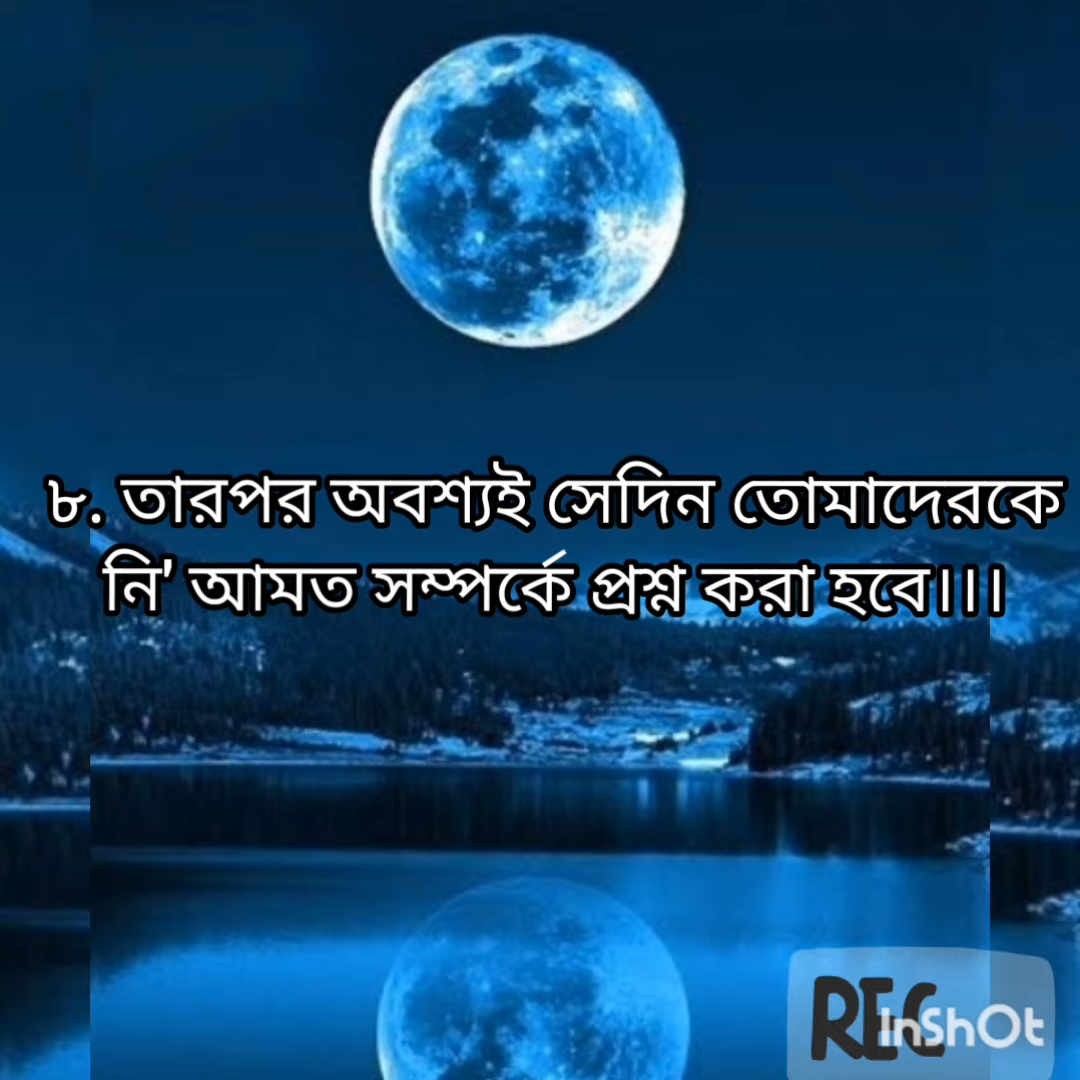 ৮. তারপর অবশ্যই সেদিন তোমাদেরকে
নি' আমত সম্পর্কে প্রশ্ন করা হবে।।।
REC
InShOt